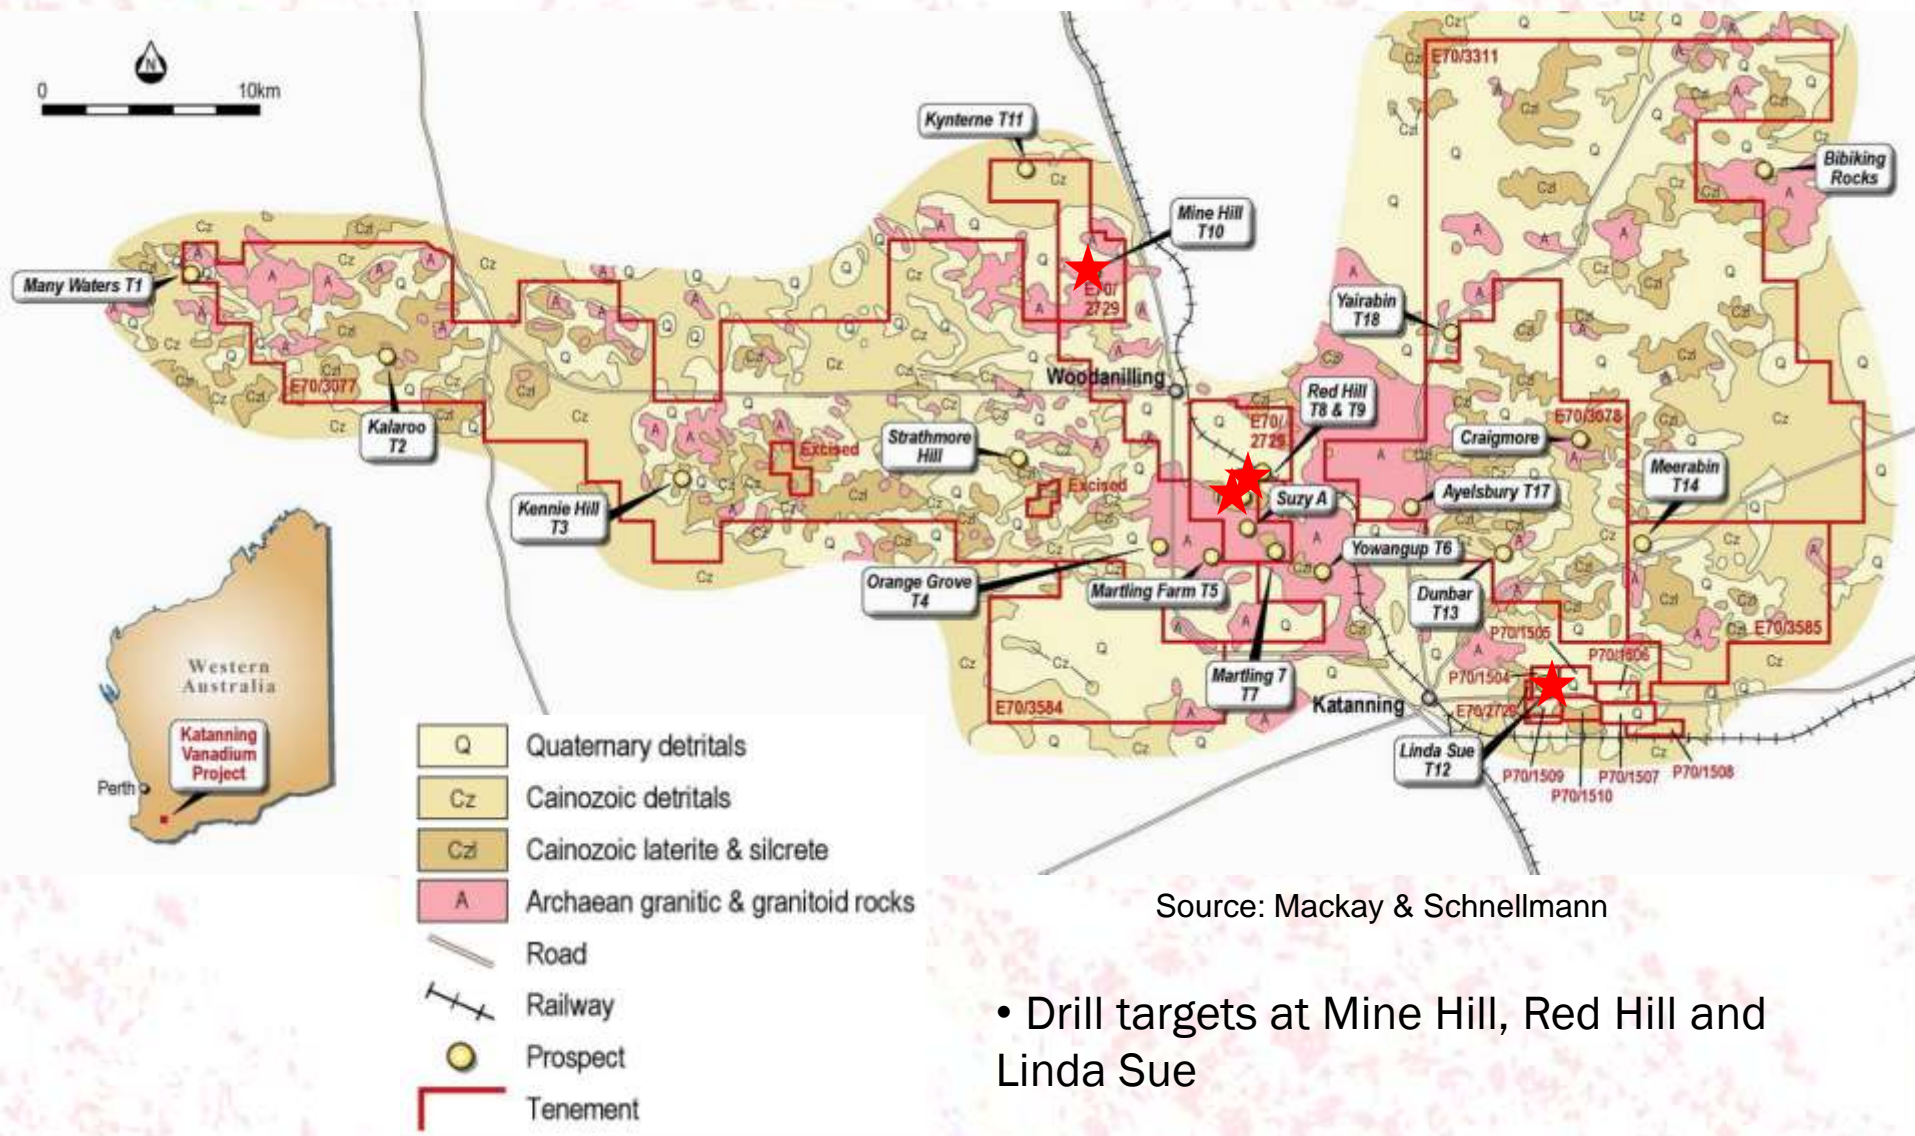 N
0
10km
E70/3311
Kynterne T11
Bibiking
Rocks
Mine Hill
T10
Many Waters T1
E70/
2729
Yairabin
T18
E70/3077
Woodanilling
Red Hill
T8 & T9
E70/
2729
E70/3078
Kalaroo
T2
Strathmore
Hill
Excised
Craigmore
Meerabin
T14
Excised
Kennie Hill
T3
Suzy A
Ayelsbury T17
Yowangup T6
Orange Grove
T4
Martling Farm T5
Dunbar
T13
P70/1505
E70/3585
P70/1506
Martling 7
T7
P70/1504
E70/3584
Katanning
E70/2729
Linda Sue
T12
P70/1509
P70/1507
P70/1508
P70/1510
Western
Australia
Katanning
Vanadium
Project
Perth
Q Quaternary detritals
Cz Cainozoic detritals
Czl Cainozoic laterite & silcrete
A Archaean granitic & granitoid rocks
Road
Railway
Prospect
Tenement
Source: Mackay & Schnellmann
• Drill targets at Mine Hill, Red Hill and
Linda Sue